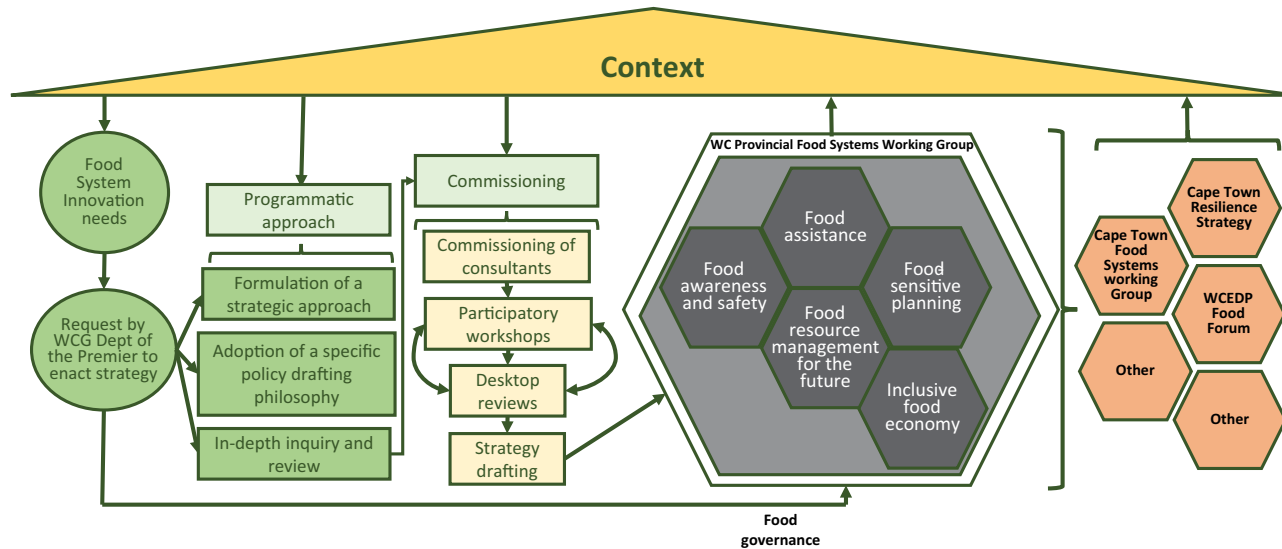 Context
Food
System
Innovation
needs
Request by
WCG Dept of
the Premier to
enact strategy
Programmatic
approach
Formulation of a
strategic approach
Adoption of a specific
policy drafting
philosophy
In-depth inquiry and
review
Commissioning
Commissioning of
consultants
Participatory
workshops
Desktop
reviews
Strategy
drafting
WC Provincial Food Systems Working Group
Food
assistance
Food
awareness
and safety
Food-
sensitive
planning
Food
resource
management
for the
future
Inclusive
food
economy
Food
governance
Cape Town
Resilience
Strategy
Cape Town
Food
Systems
working
Group
WCEDP
Food
Forum
Other
Other